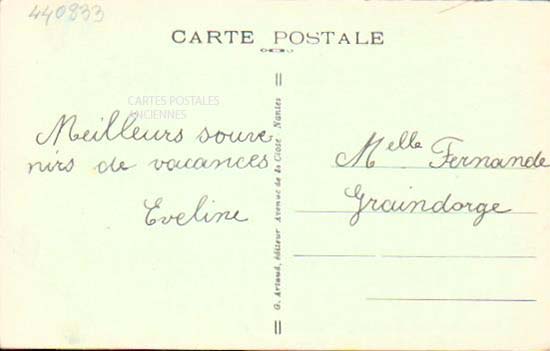 440833
CARTE POSTALE
CARTES POSTALES
ANCIENNES
Meilleurs souve
nirs de vacances
Eveline
G. Artaud, éditeur Avenue de la Close - Nantes
Melle Fernande
Graindorge